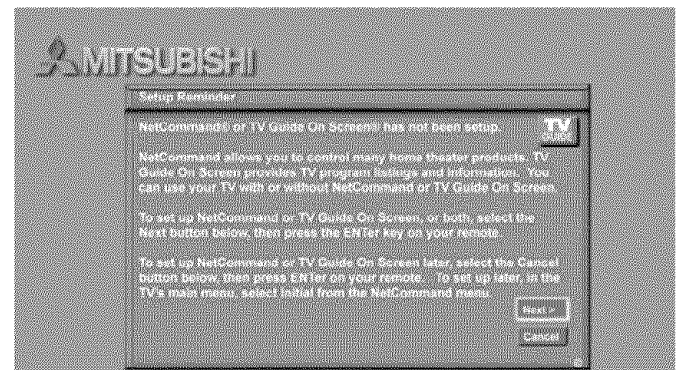 MITSUBISHI
Setup Reminder
NetCommand® or TV Guide On Screen® has not been setup.
TV
GUIDE
NetCommand allows you to control many home theater products. TV
Guide On Screen provides TV program listings and information. You
can use your TV with or without NetCommand or TV Guide On Screen.
To set up NetCommand or TV Guide On Screen, or both, select the
Next button below, then press the ENTer key on your remote.
To set up NetCommand or TV Guide On Screen later, select the Cancel
button below, then press ENTer on your remote. To set up later, in the
TV's main menu, select Initial from the NetCommand menu.
Next >
Cancel